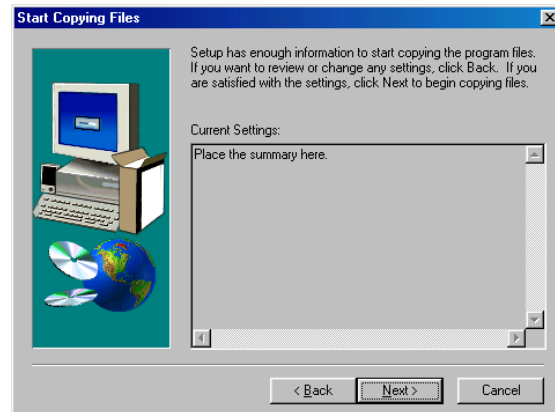 Start Copying Files
Setup has enough information to start copying the program files.
If you want to review or change any settings, click Back. If you
are satisfied with the settings, click Next to begin copying files.
Current Settings:
Place the summary here.
< Back
Next >
Cancel